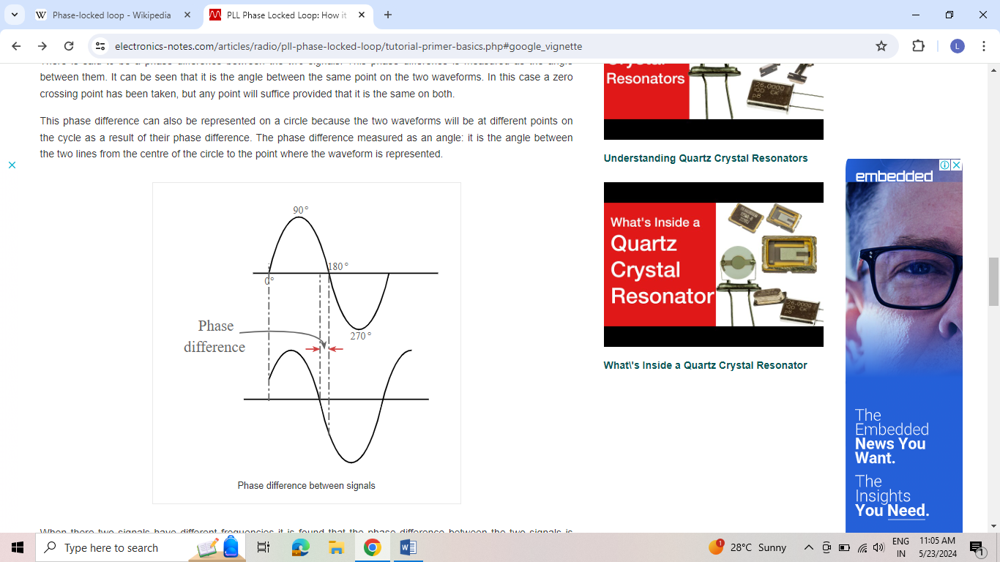 Phase-locked loop - Wikipedia
PLL Phase Locked Loop: How it
electronics-notes.com/articles/radio/pll-phase-locked-loop/tutorial-primer-basics.php#google_vignette
L
There is said to be a phase difference between the two signals. This phase difference is measured as the angle
between them. It can be seen that it is the angle between the same point on the two waveforms. In this case a zero
crossing point has been taken, but any point will suffice provided that it is the same on both.
This phase difference can also be represented on a circle because the two waveforms will be at different points on
the cycle as a result of their phase difference. The phase difference measured as an angle: it is the angle between
the two lines from the centre of the circle to the point where the waveform is represented.
90°
180°
0°
270°
Phase
difference
Phase difference between signals
When there two signals have different frequencies it is found that the phase difference between the two signals is
Crystal
Resonators
26.0000
IQD CK
p8
Understanding Quartz Crystal Resonators
What's Inside a
Quartz
Crystal
Resonator
26.0000
IQD CK
p8
What\'s Inside a Quartz Crystal Resonator
embedded
The
Embedded
News You
Want.
The
Insights
You Need.
Type here to search
1
28°C Sunny
ENG
IN
11:05 AM
5/23/2024
1